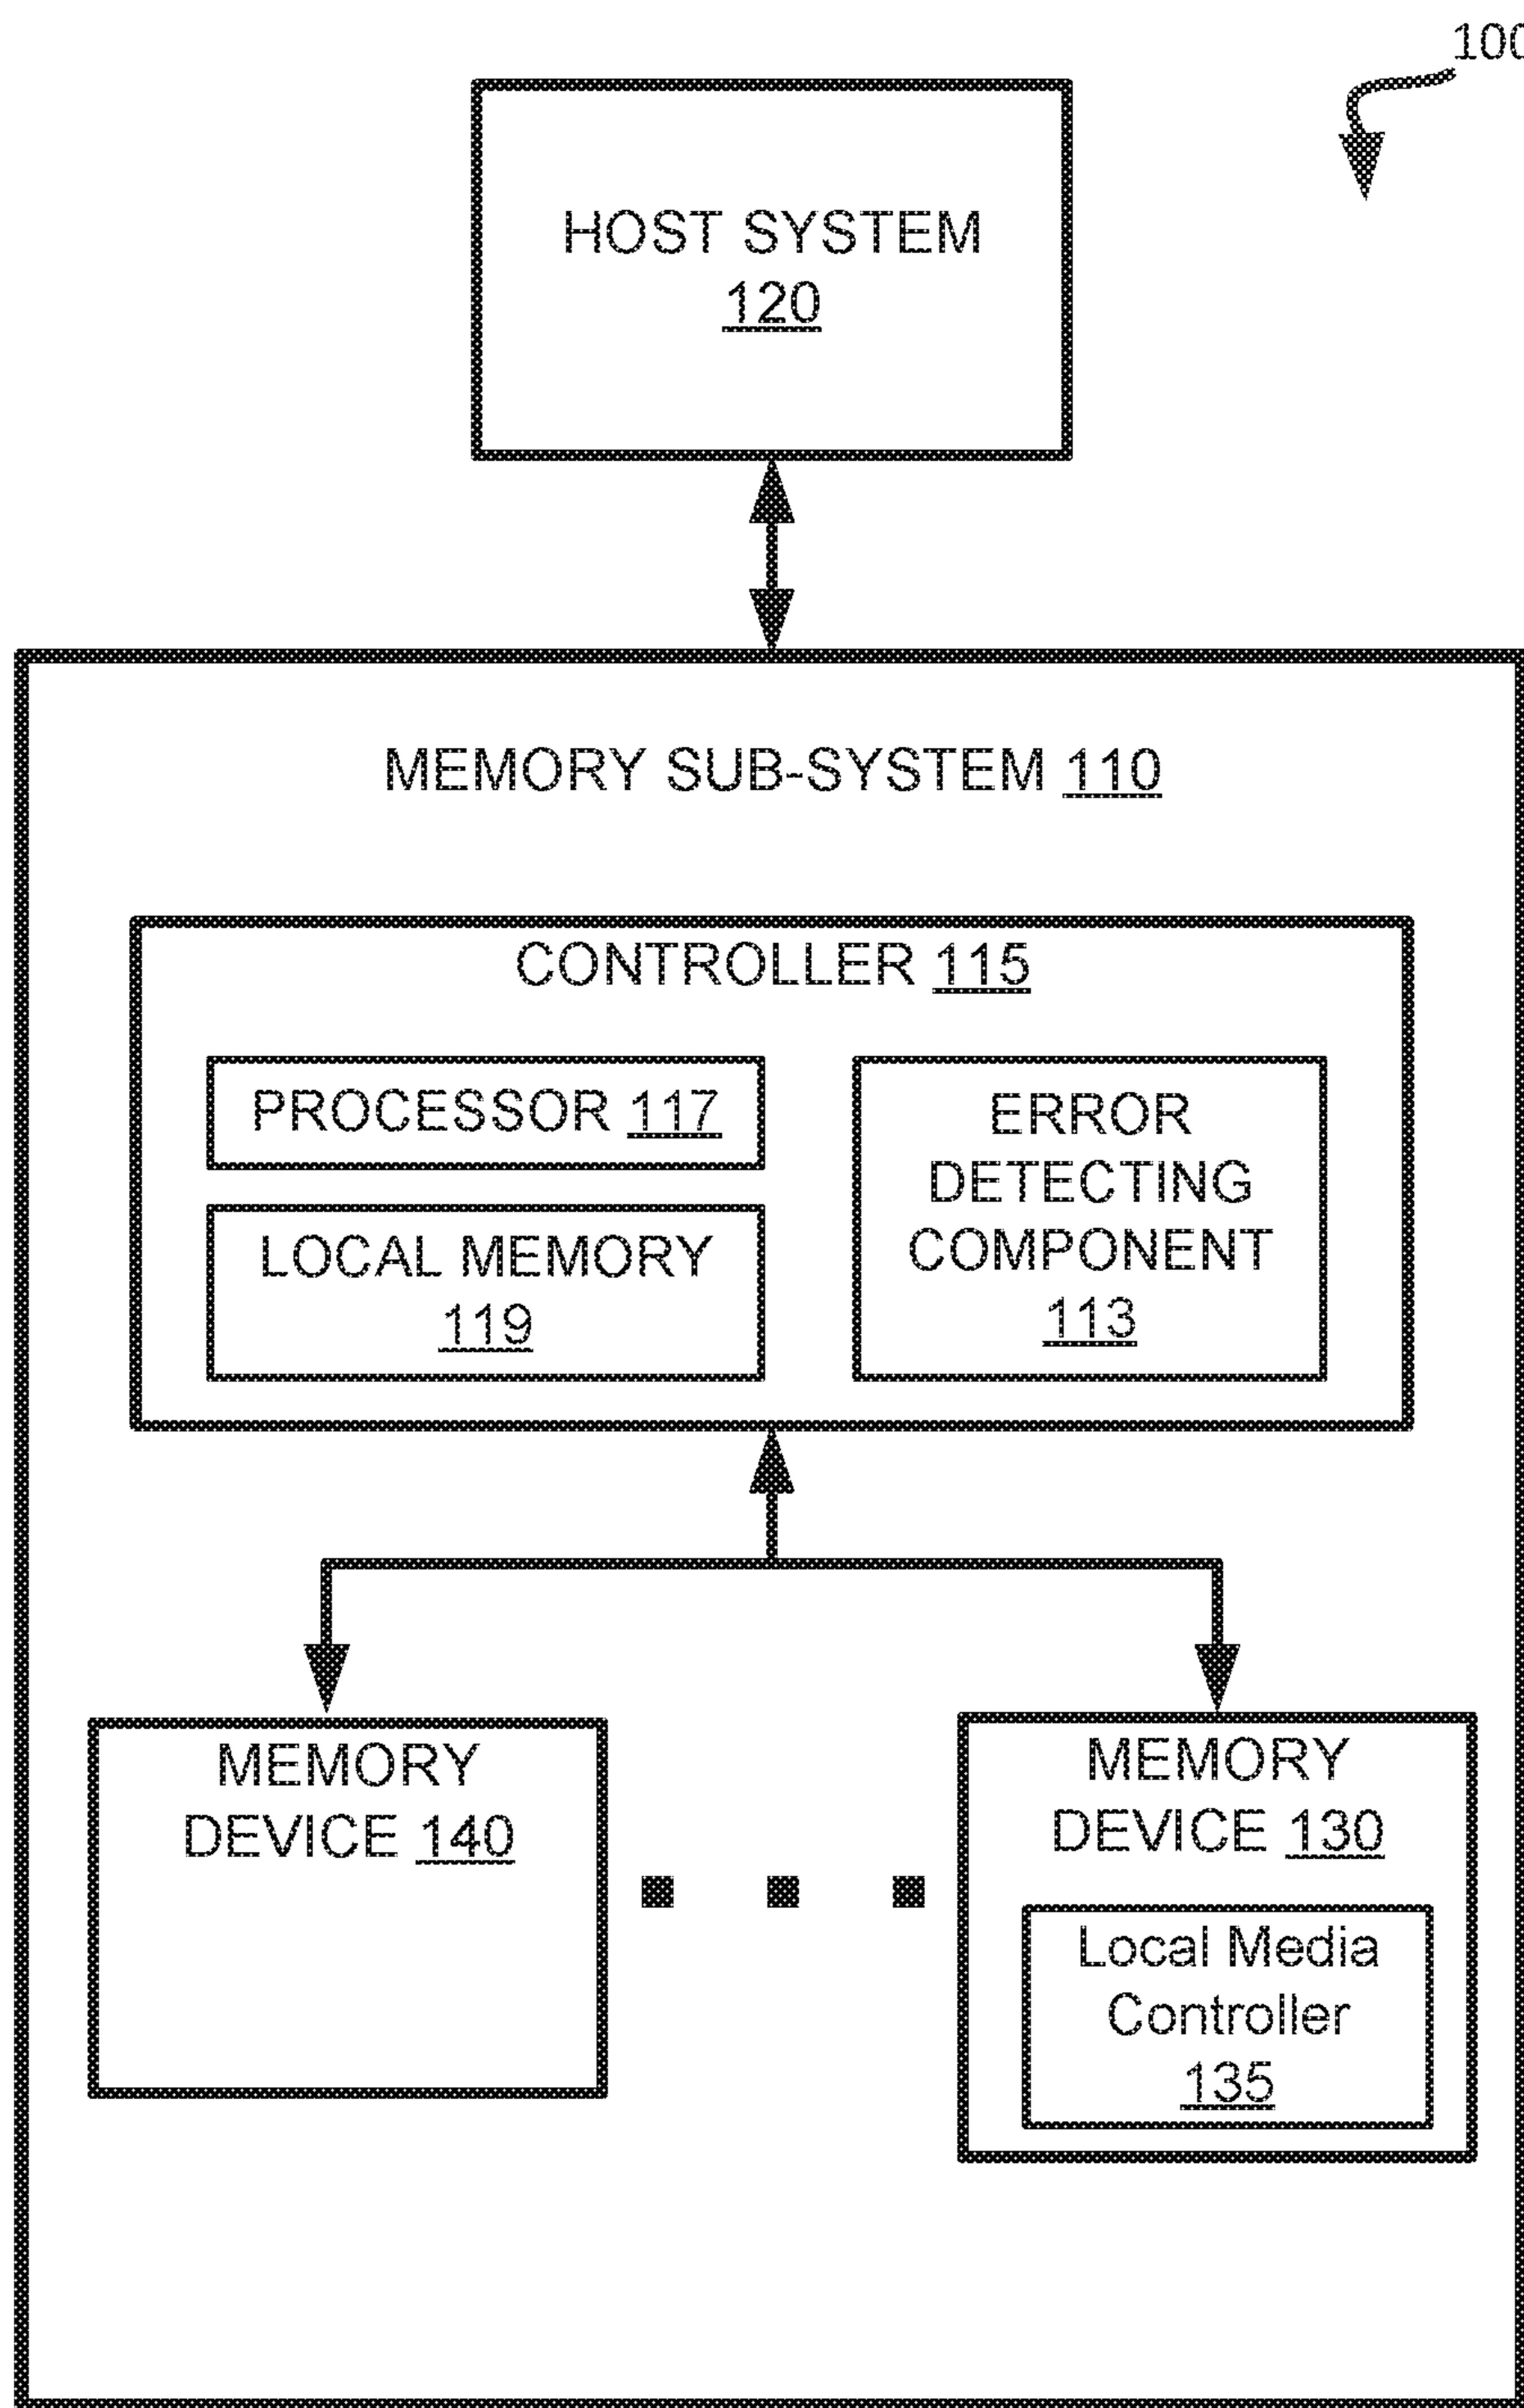 100
HOST SYSTEM
120
MEMORY SUB-SYSTEM 110
CONTROLLER 115
PROCESSOR 117
LOCAL MEMORY
119
ERROR
DETECTING
COMPONENT
113
MEMORY
DEVICE 140
MEMORY
DEVICE 130
Local Media
Controller
135